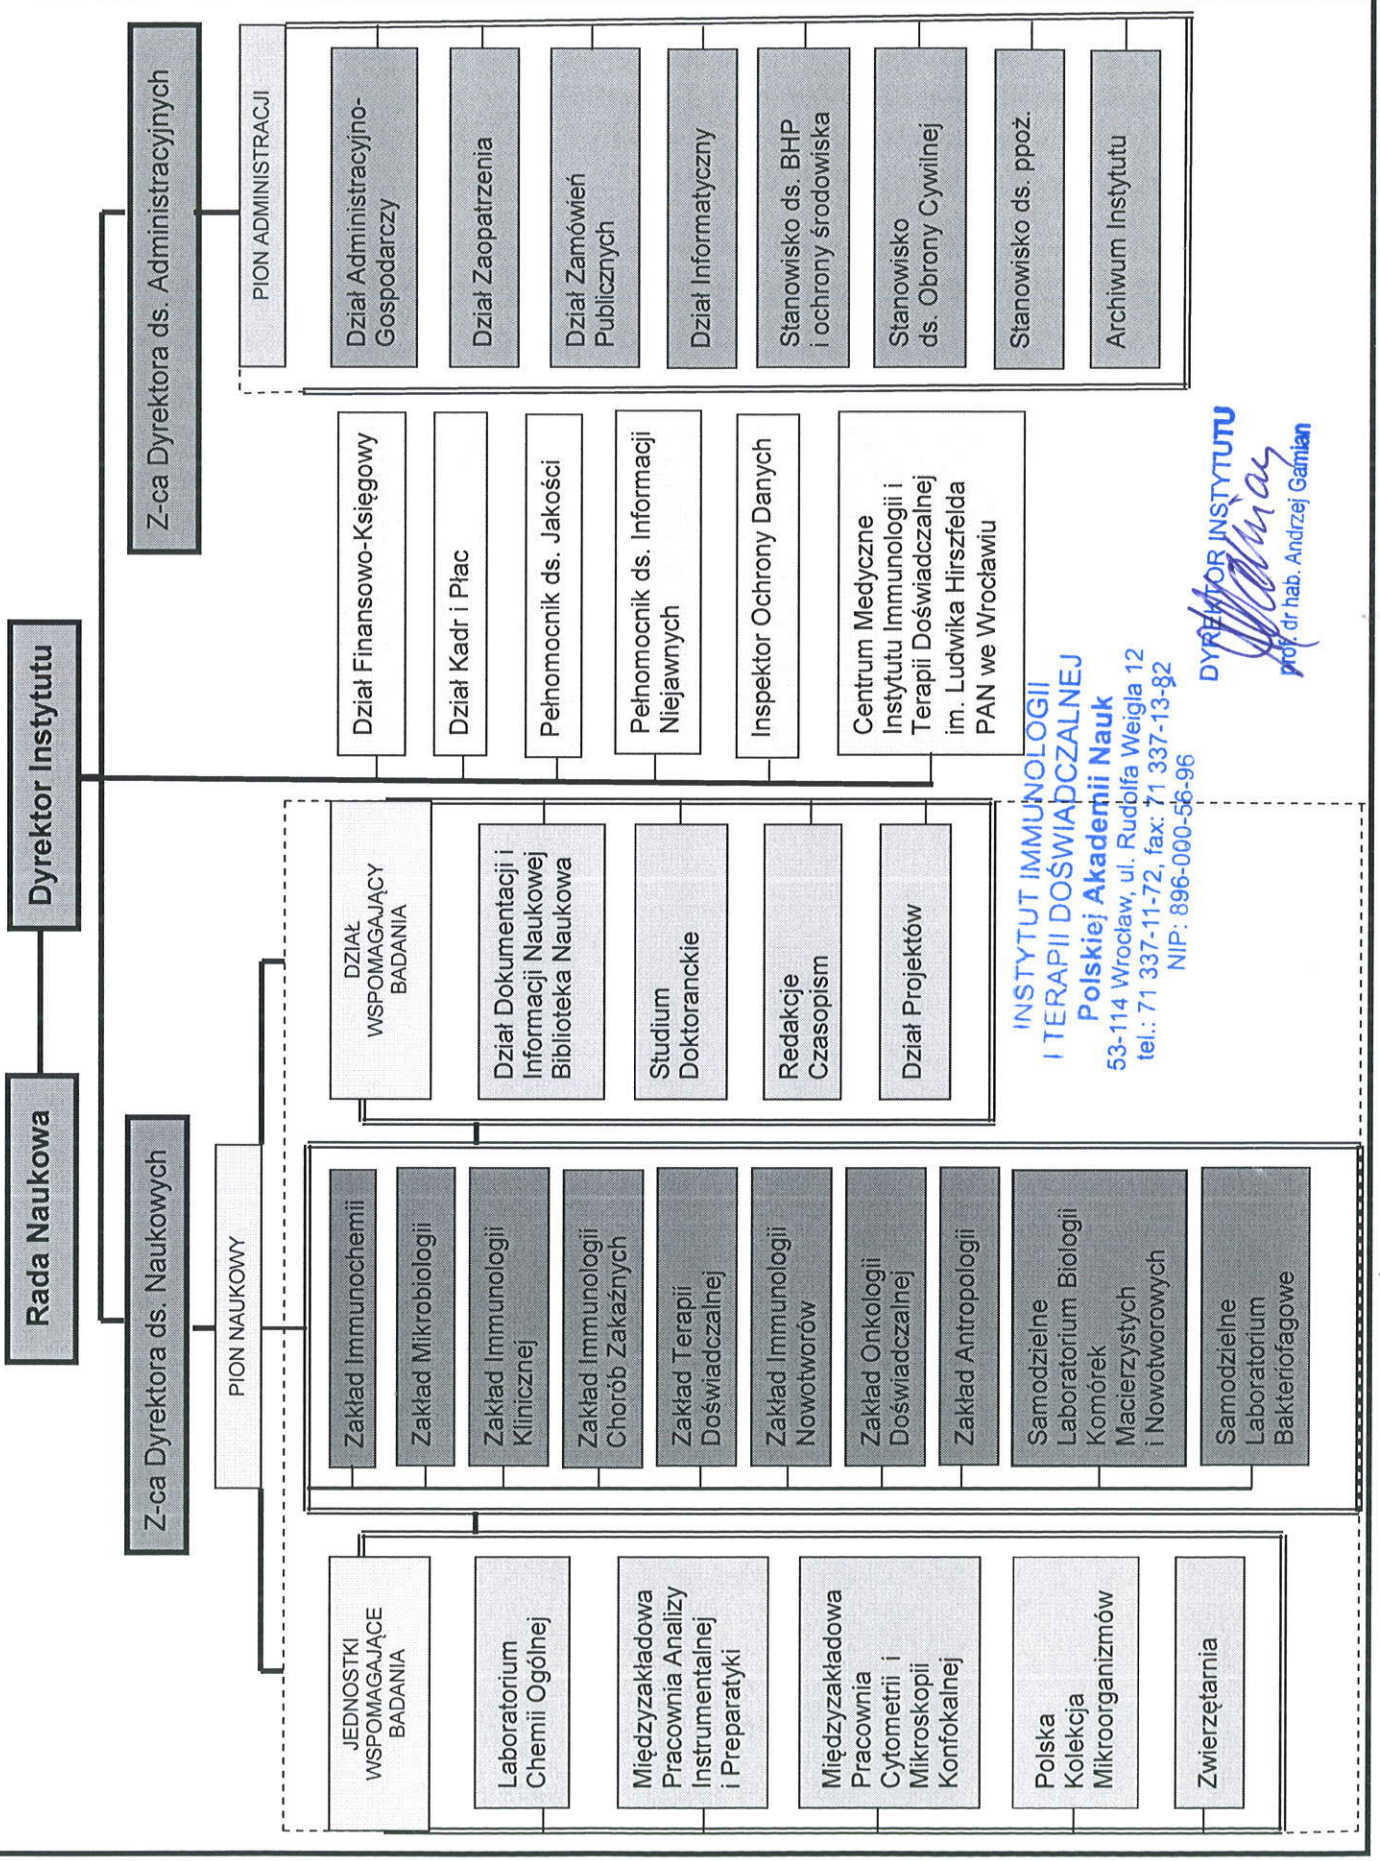 Rada Naukowa
Dyrektor Instytutu
Z-ca Dyrektora ds. Naukowych
Z-ca Dyrektora ds. Administracyjnych
PION NAUKOWY
PION ADMINISTRACJI
JEDNOSTKI
WSPOMAGAJĄCE
BADANIA
Laboratorium
Chemii Ogólnej
Międzyzakładowa
Pracownia Analizy
Instrumentalnej
i Preparatyki
Międzyzakładowa
Pracownia
Cytometrii i
Mikroskopii
Konfokalnej
Polska
Kolekcja
Mikroorganizmów
Zwierzętarnia
Zakład Immunochemii
Zakład Mikrobiologii
Zakład Immunologii
Klinicznej
Zakład Immunologii
Chorób Zakaźnych
Zakład Terapii
Doświadczalnej
Zakład Immunologii
Nowotworów
Zakład Onkologii
Doświadczalnej
Zakład Antropologii
Samodzielne
Laboratorium Biologii
Komórek
Macierzystych
i Nowotworowych
Samodzielne
Laboratorium
Bakteriofagowe
DZIAŁ
WSPOMAGAJĄCY
BADANIA
Dział Dokumentacji i
Informacji Naukowej
Biblioteka Naukowa
Studium
Doktoranckie
Redakcje
Czasopism
Dział Projektów
Dział Finansowo-Księgowy
Dział Kadr i Płac
Pełnomocnik ds. Jakości
Pełnomocnik ds. Informacji
Niejawnych
Inspektor Ochrony Danych
Centrum Medyczne
Instytutu Immunologii i
Terapii Doświadczalnej
im. Ludwika Hirszfelda
PAN we Wrocławiu
Dział Administracyjno-
Gospodarczy
Dział Zaopatrzenia
Dział Zamówień
Publicznych
Dział Informatyczny
Stanowisko ds. BHP
i ochrony środowiska
Stanowisko
ds. Obrony Cywilnej
Stanowisko ds. ppoż.
Archiwum Instytutu
INSTYTUT IMMUNOLOGII
I TERAPII DOŚWIADCZALNEJ
Polskiej Akademii Nauk
53-114 Wrocław, ul. Rudolfa Weigla 12
tel.: 71 337-11-72, fax: 71 337-13-82
NIP: 896-000-56-96
DYREKTOR INSTYTUTU
prof. dr hab. Andrzej Gamian